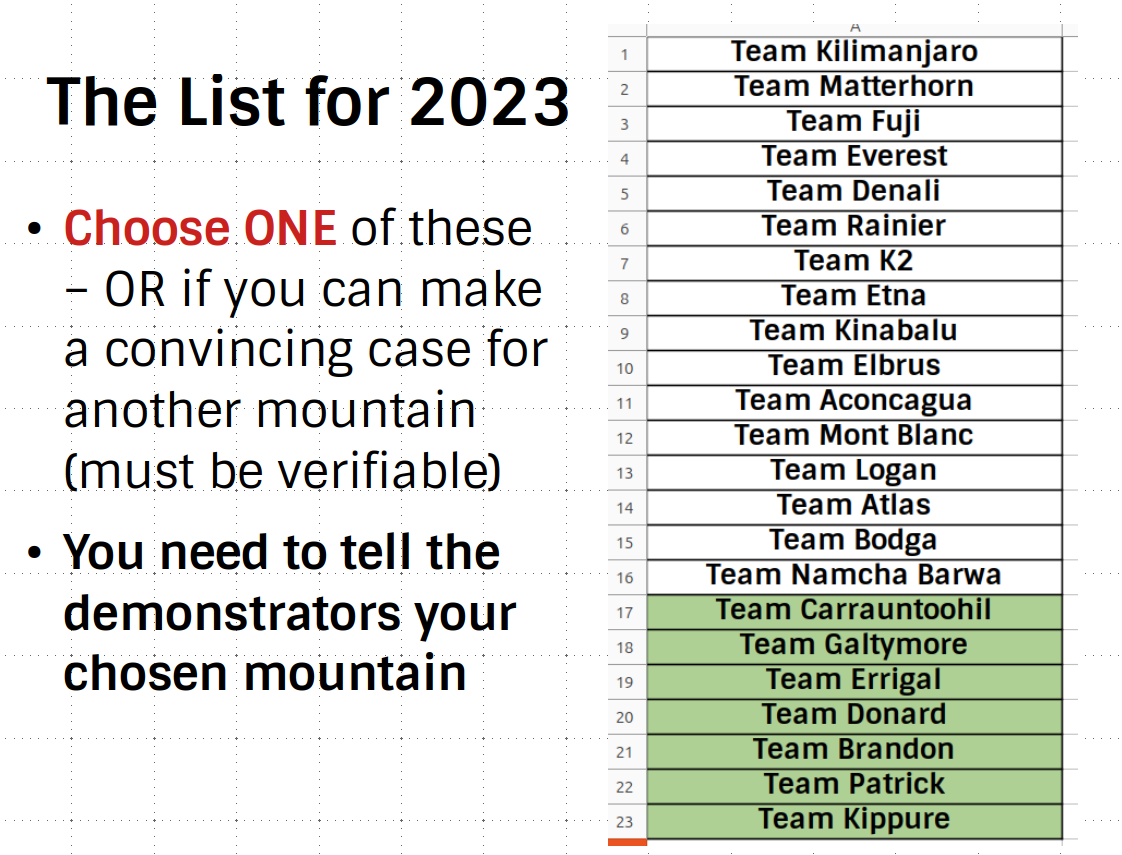 The List for 2023
• Choose ONE of these
– OR if you can make
a convincing case for
another mountain
(must be verifiable)
• You need to tell the
demonstrators your
chosen mountain
A
1 Team Kilimanjaro
2 Team Matterhorn
3 Team Fuji
4 Team Everest
5 Team Denali
6 Team Rainier
7 Team K2
8 Team Etna
9 Team Kinabalu
10 Team Elbrus
11 Team Aconcagua
12 Team Mont Blanc
13 Team Logan
14 Team Atlas
15 Team Bodga
16 Team Namcha Barwa
17 Team Carrauntoohil
18 Team Galtymore
19 Team Errigal
20 Team Donard
21 Team Brandon
22 Team Patrick
23 Team Kippure